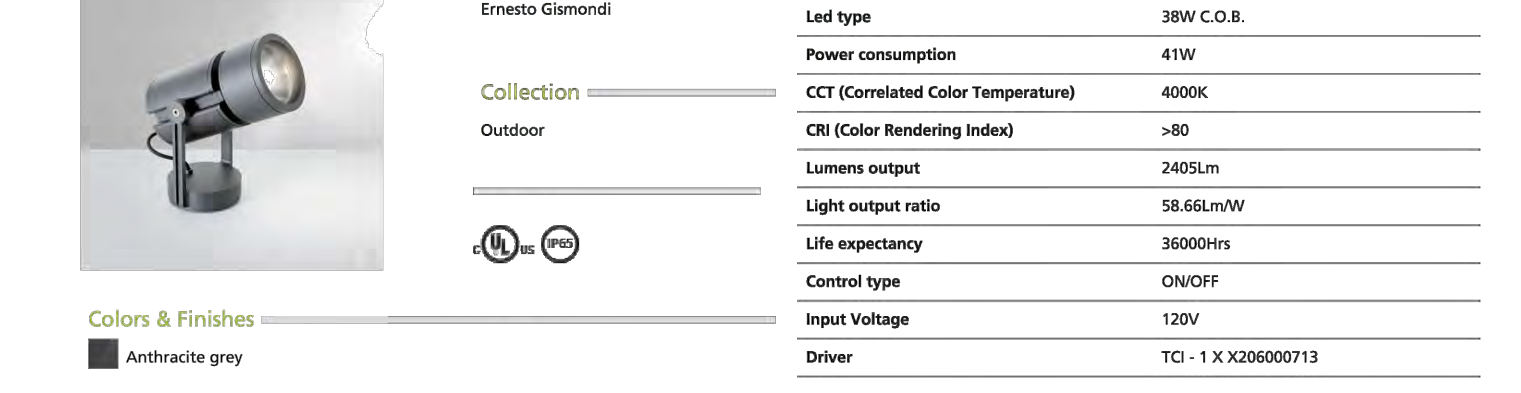 Ernesto Gismondi
Collection
Outdoor
C UL US IP65
Colors & Finishes
Anthracite grey
Led type 38W C.O.B.
Power consumption 41W
CCT (Correlated Color Temperature) 4000K
CRI (Color Rendering Index) >80
Lumens output 2405Lm
Light output ratio 58.66Lm/W
Life expectancy 36000Hrs
Control type ON/OFF
Input Voltage 120V
Driver TCI - 1 X X206000713